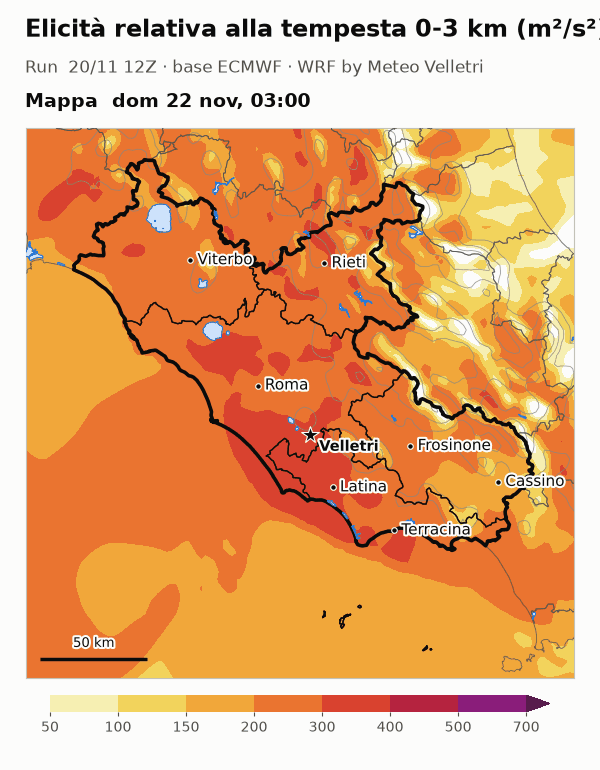 Elicità relativa alla tempesta 0-3 km (m²/s²)
Run 20/11 12Z · base ECMWF · WRF by Meteo Velletri
Mappa dom 22 nov, 03:00
Viterbo
Rieti
Roma
Velletri
Frosinone
Cassino
Latina
Terracina
50 km
50 100 150 200 300 400 500 700